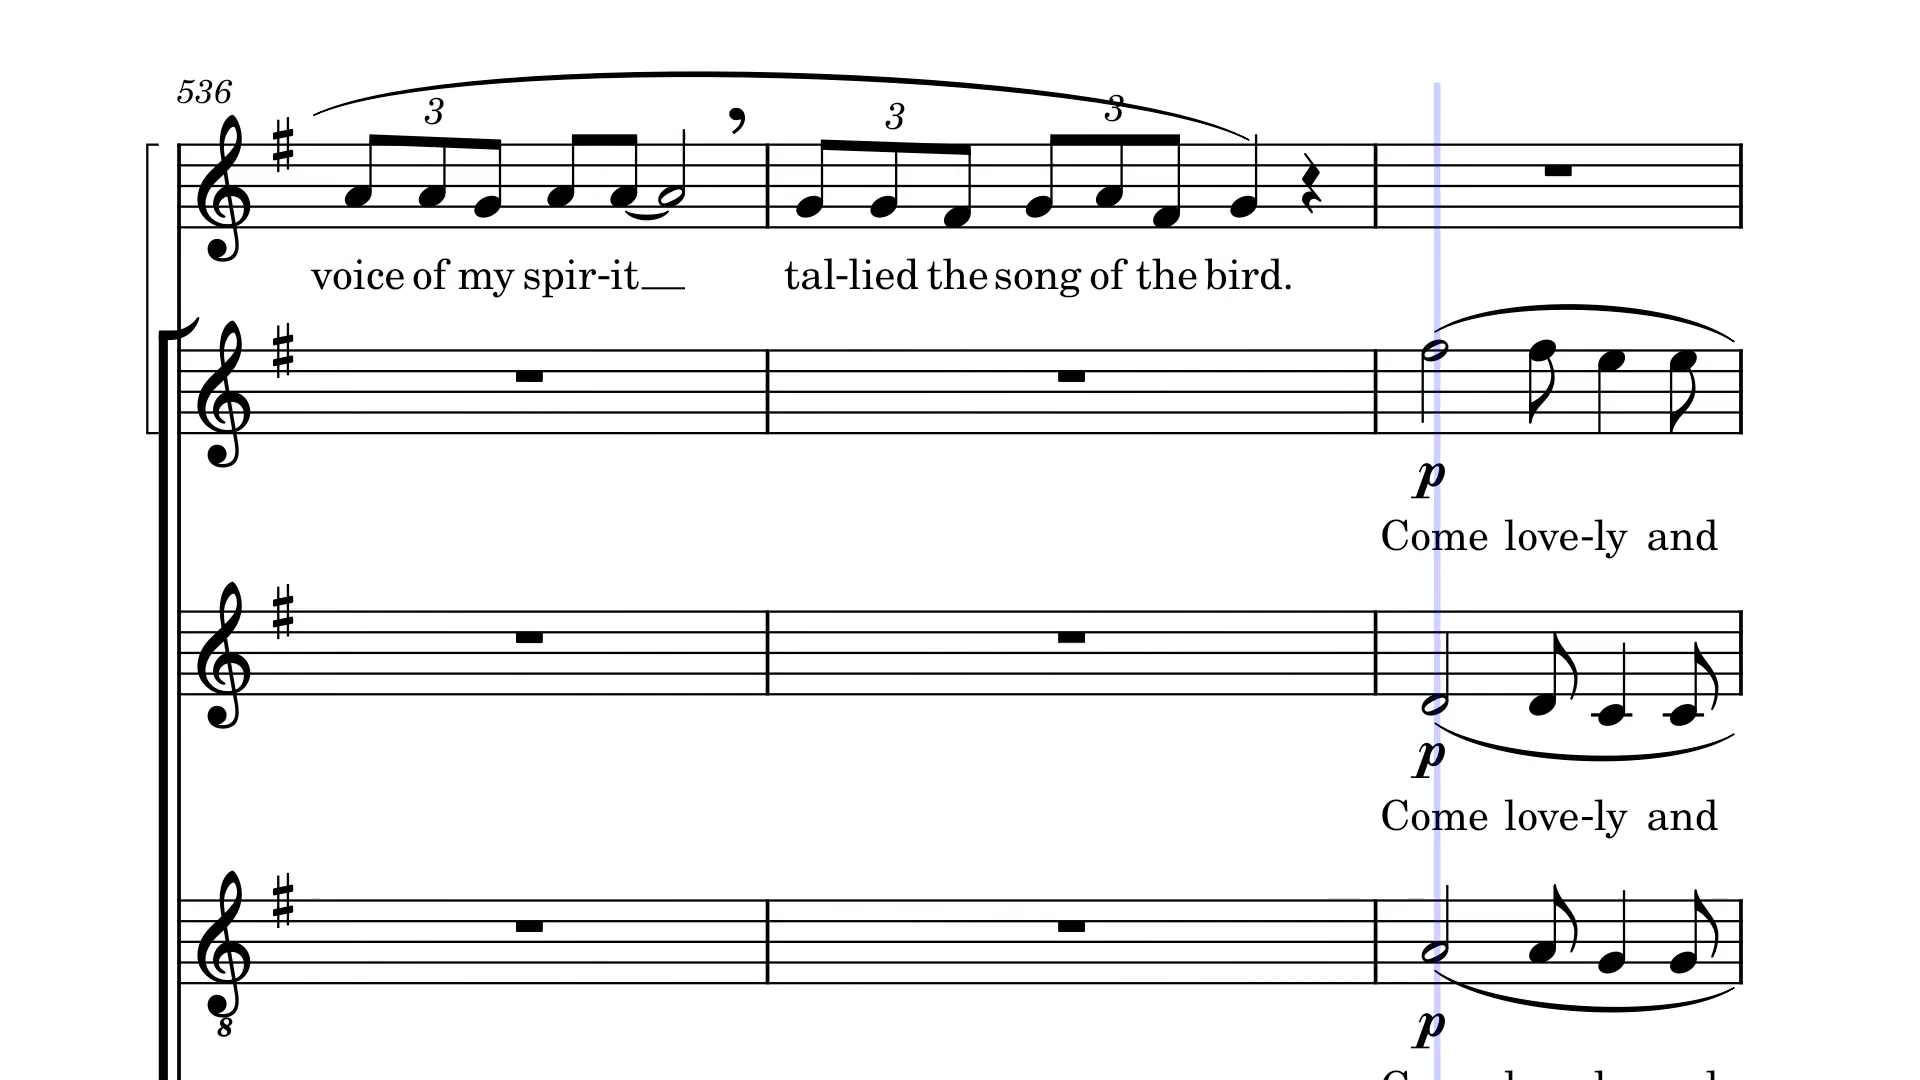 536
3 3 3
voice of my spir-it__ tal-lied the song of the bird.
p
Come love-ly and
p
Come love-ly and
8
p